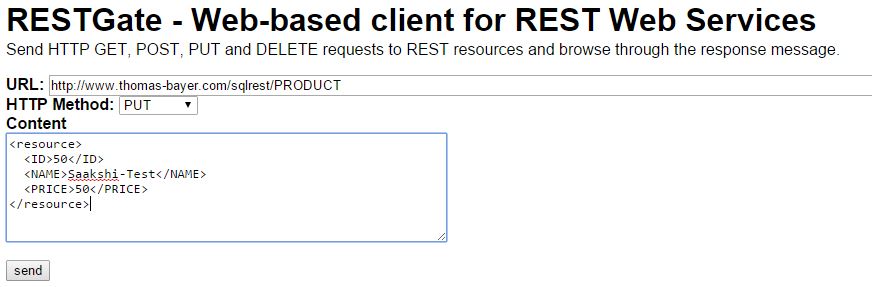 RESTGate - Web-based client for REST Web Services
Send HTTP GET, POST, PUT and DELETE requests to REST resources and browse through the response message.
URL: http://www.thomas-bayer.com/sqlrest/PRODUCT
HTTP Method: PUT
Content
<resource>
<ID>50</ID>
<NAME>Saakshi-Test</NAME>
<PRICE>50</PRICE>
</resource>
send